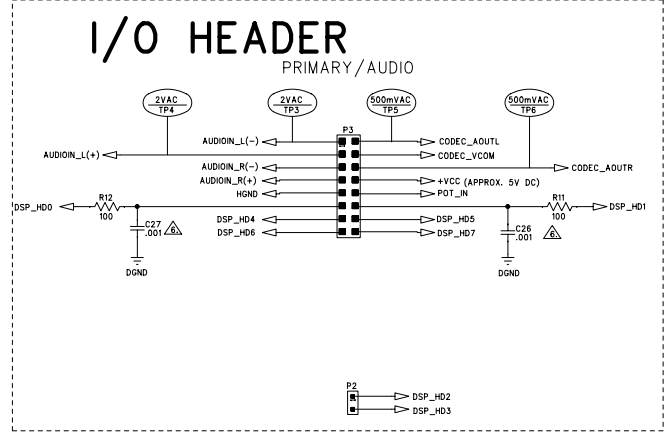 I/O HEADER
PRIMARY/AUDIO
2VAC
TP4
2VAC
TP3
500mVAC
TP5
500mVAC
TP6
P3
AUDIOIN_L(-)
CODEC_AOUTL
AUDIOIN_L(+)
CODEC_VCOM
AUDIOIN_R(-)
CODEC_AOUTR
AUDIOIN_R(+)
+VCC (APPROX. 5V DC)
HGND
POT_IN
DSP_HD0
R12
100
R11
100
DSP_HD1
C27
.001
6.
DSP_HD4
DSP_HD5
C26
.001
6.
DSP_HD6
DSP_HD7
DGND
DGND
P2
DSP_HD2
DSP_HD3